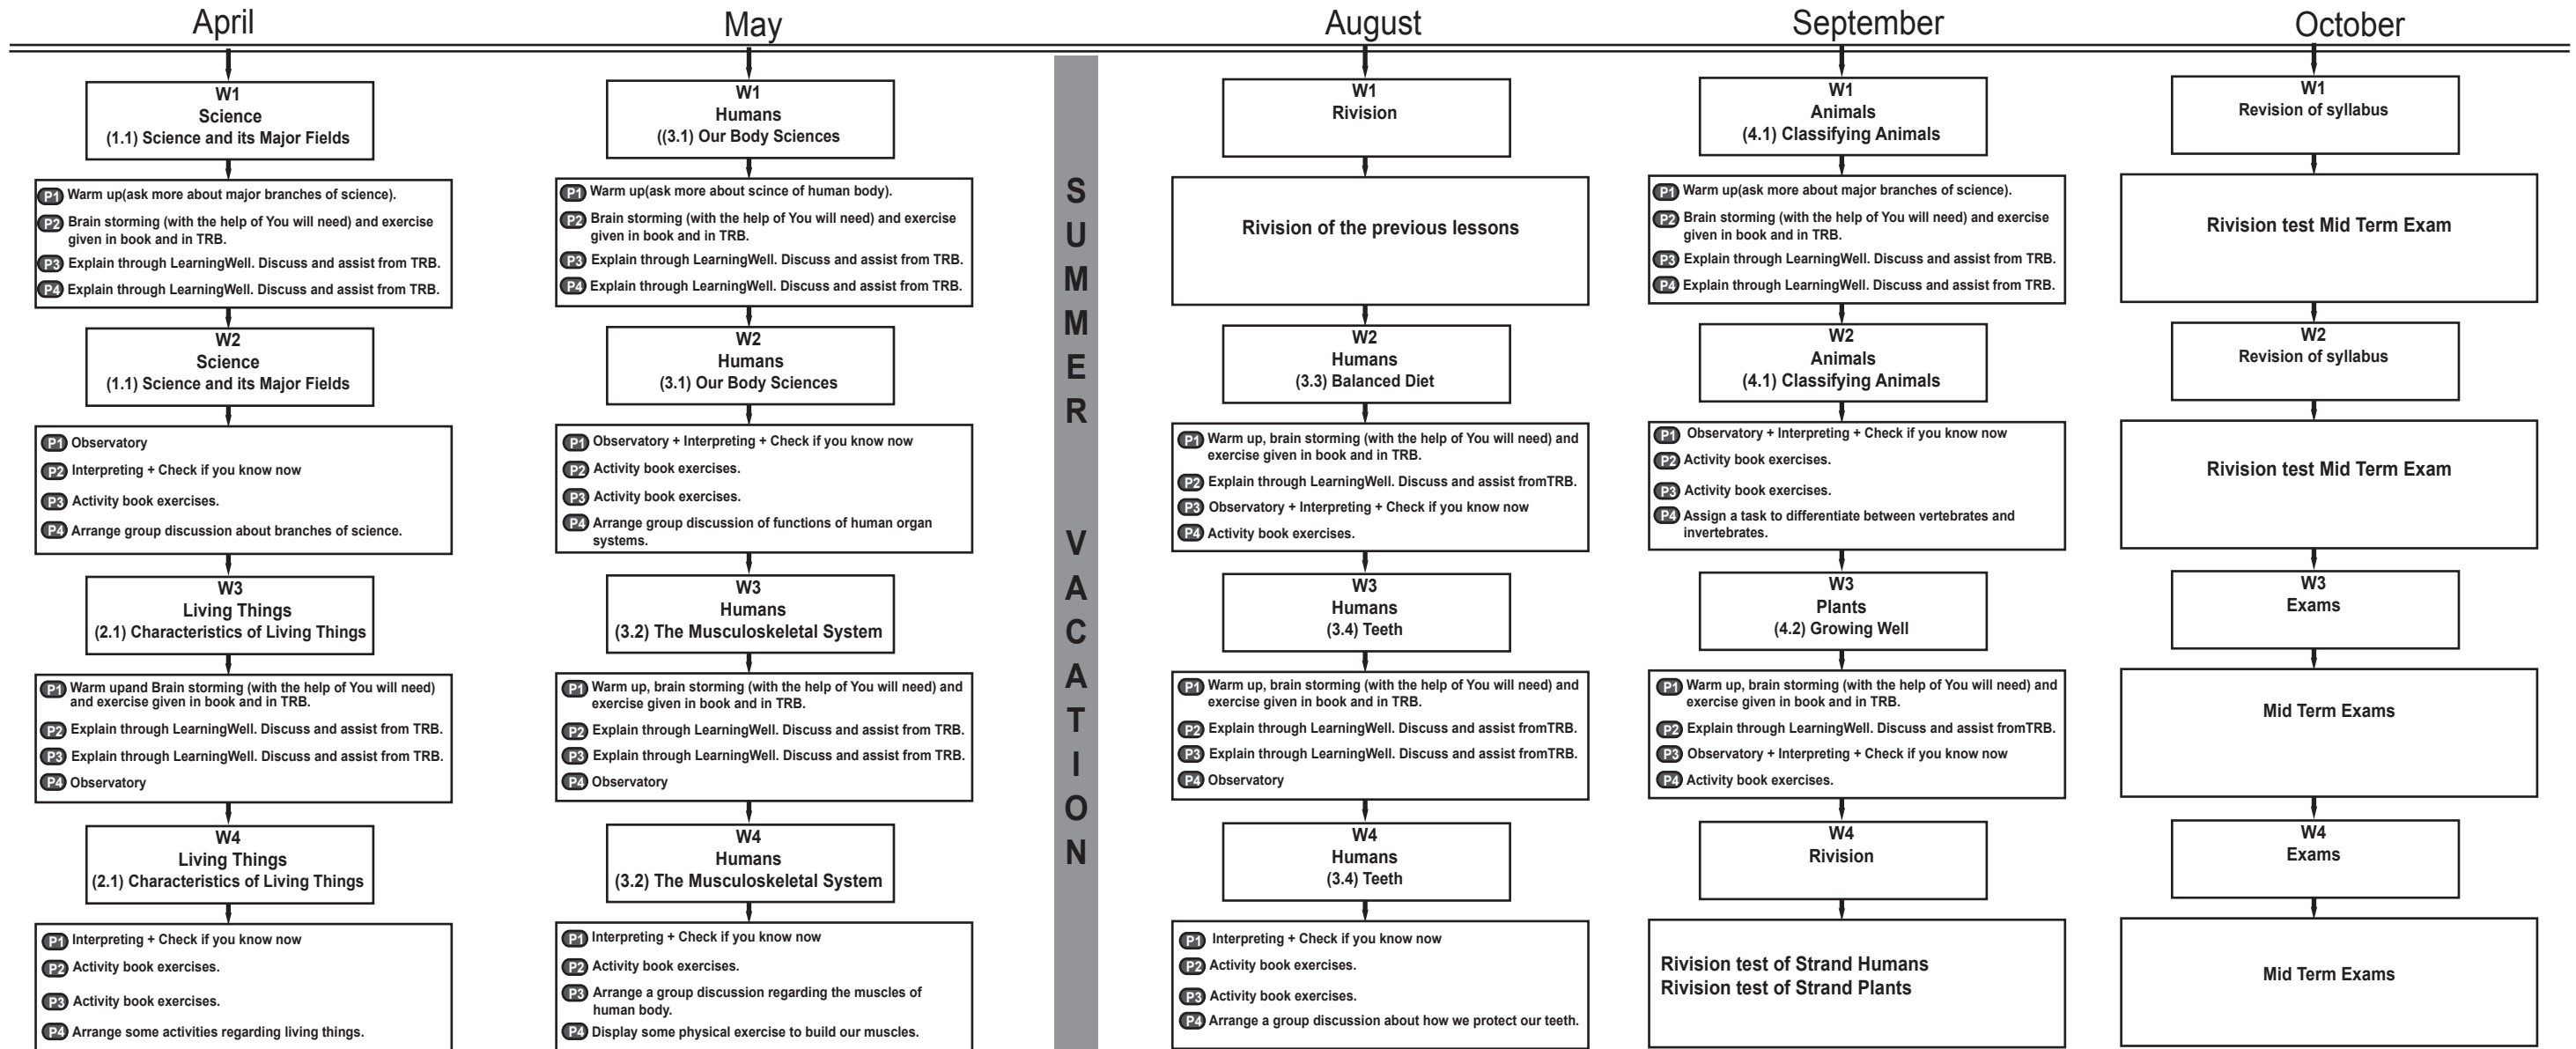 April
W1
Science
(1.1) Science and its Major Fields
P1 Warm up(ask more about major branches of science).
P2 Brain storming (with the help of You will need) and exercise
given in book and in TRB.
P3 Explain through LearningWell. Discuss and assist from TRB.
P4 Explain through LearningWell. Discuss and assist from TRB.
W2
Science
(1.1) Science and its Major Fields
P1 Observatory
P2 Interpreting + Check if you know now
P3 Activity book exercises.
P4 Arrange group discussion about branches of science.
W3
Living Things
(2.1) Characteristics of Living Things
P1 Warm upand Brain storming (with the help of You will need)
and exercise given in book and in TRB.
P2 Explain through LearningWell. Discuss and assist from TRB.
P3 Explain through LearningWell. Discuss and assist from TRB.
P4 Observatory
W4
Living Things
(2.1) Characteristics of Living Things
P1 Interpreting + Check if you know now
P2 Activity book exercises.
P3 Activity book exercises.
P4 Arrange some activities regarding living things.
May
W1
Humans
((3.1) Our Body Sciences
P1 Warm up(ask more about scince of human body).
P2 Brain storming (with the help of You will need) and exercise
given in book and in TRB.
P3 Explain through LearningWell. Discuss and assist from TRB.
P4 Explain through LearningWell. Discuss and assist from TRB.
W2
Humans
(3.1) Our Body Sciences
P1 Observatory + Interpreting + Check if you know now
P2 Activity book exercises.
P3 Activity book exercises.
P4 Arrange group discussion of functions of human organ
systems.
W3
Humans
(3.2) The Musculoskeletal System
P1 Warm up, brain storming (with the help of You will need) and
exercise given in book and in TRB.
P2 Explain through LearningWell. Discuss and assist from TRB.
P3 Explain through LearningWell. Discuss and assist from TRB.
P4 Observatory
W4
Humans
(3.2) The Musculoskeletal System
P1 Interpreting + Check if you know now
P2 Activity book exercises.
P3 Arrange a group discussion regarding the muscles of
human body.
P4 Display some physical exercise to build our muscles.
SUMMER VACATION
August
W1
Rivision
Rivision of the previous lessons
W2
Humans
(3.3) Balanced Diet
P1 Warm up, brain storming (with the help of You will need) and
exercise given in book and in TRB.
P2 Explain through LearningWell. Discuss and assist fromTRB.
P3 Observatory + Interpreting + Check if you know now
P4 Activity book exercises.
W3
Humans
(3.4) Teeth
P1 Warm up, brain storming (with the help of You will need) and
exercise given in book and in TRB.
P2 Explain through LearningWell. Discuss and assist fromTRB.
P3 Explain through LearningWell. Discuss and assist fromTRB.
P4 Observatory
W4
Humans
(3.4) Teeth
P1 Interpreting + Check if you know now
P2 Activity book exercises.
P3 Activity book exercises.
P4 Arrange a group discussion about how we protect our teeth.
September
W1
Animals
(4.1) Classifying Animals
P1 Warm up(ask more about major branches of science).
P2 Brain storming (with the help of You will need) and exercise
given in book and in TRB.
P3 Explain through LearningWell. Discuss and assist from TRB.
P4 Explain through LearningWell. Discuss and assist from TRB.
W2
Animals
(4.1) Classifying Animals
P1 Observatory + Interpreting + Check if you know now
P2 Activity book exercises.
P3 Activity book exercises.
P4 Assign a task to differentiate between vertebrates and
invertebrates.
W3
Plants
(4.2) Growing Well
P1 Warm up, brain storming (with the help of You will need) and
exercise given in book and in TRB.
P2 Explain through LearningWell. Discuss and assist fromTRB.
P3 Observatory + Interpreting + Check if you know now
P4 Activity book exercises.
W4
Rivision
Rivision test of Strand Humans
Rivision test of Strand Plants
October
W1
Revision of syllabus
Rivision test Mid Term Exam
W2
Revision of syllabus
Rivision test Mid Term Exam
W3
Exams
Mid Term Exams
W4
Exams
Mid Term Exams